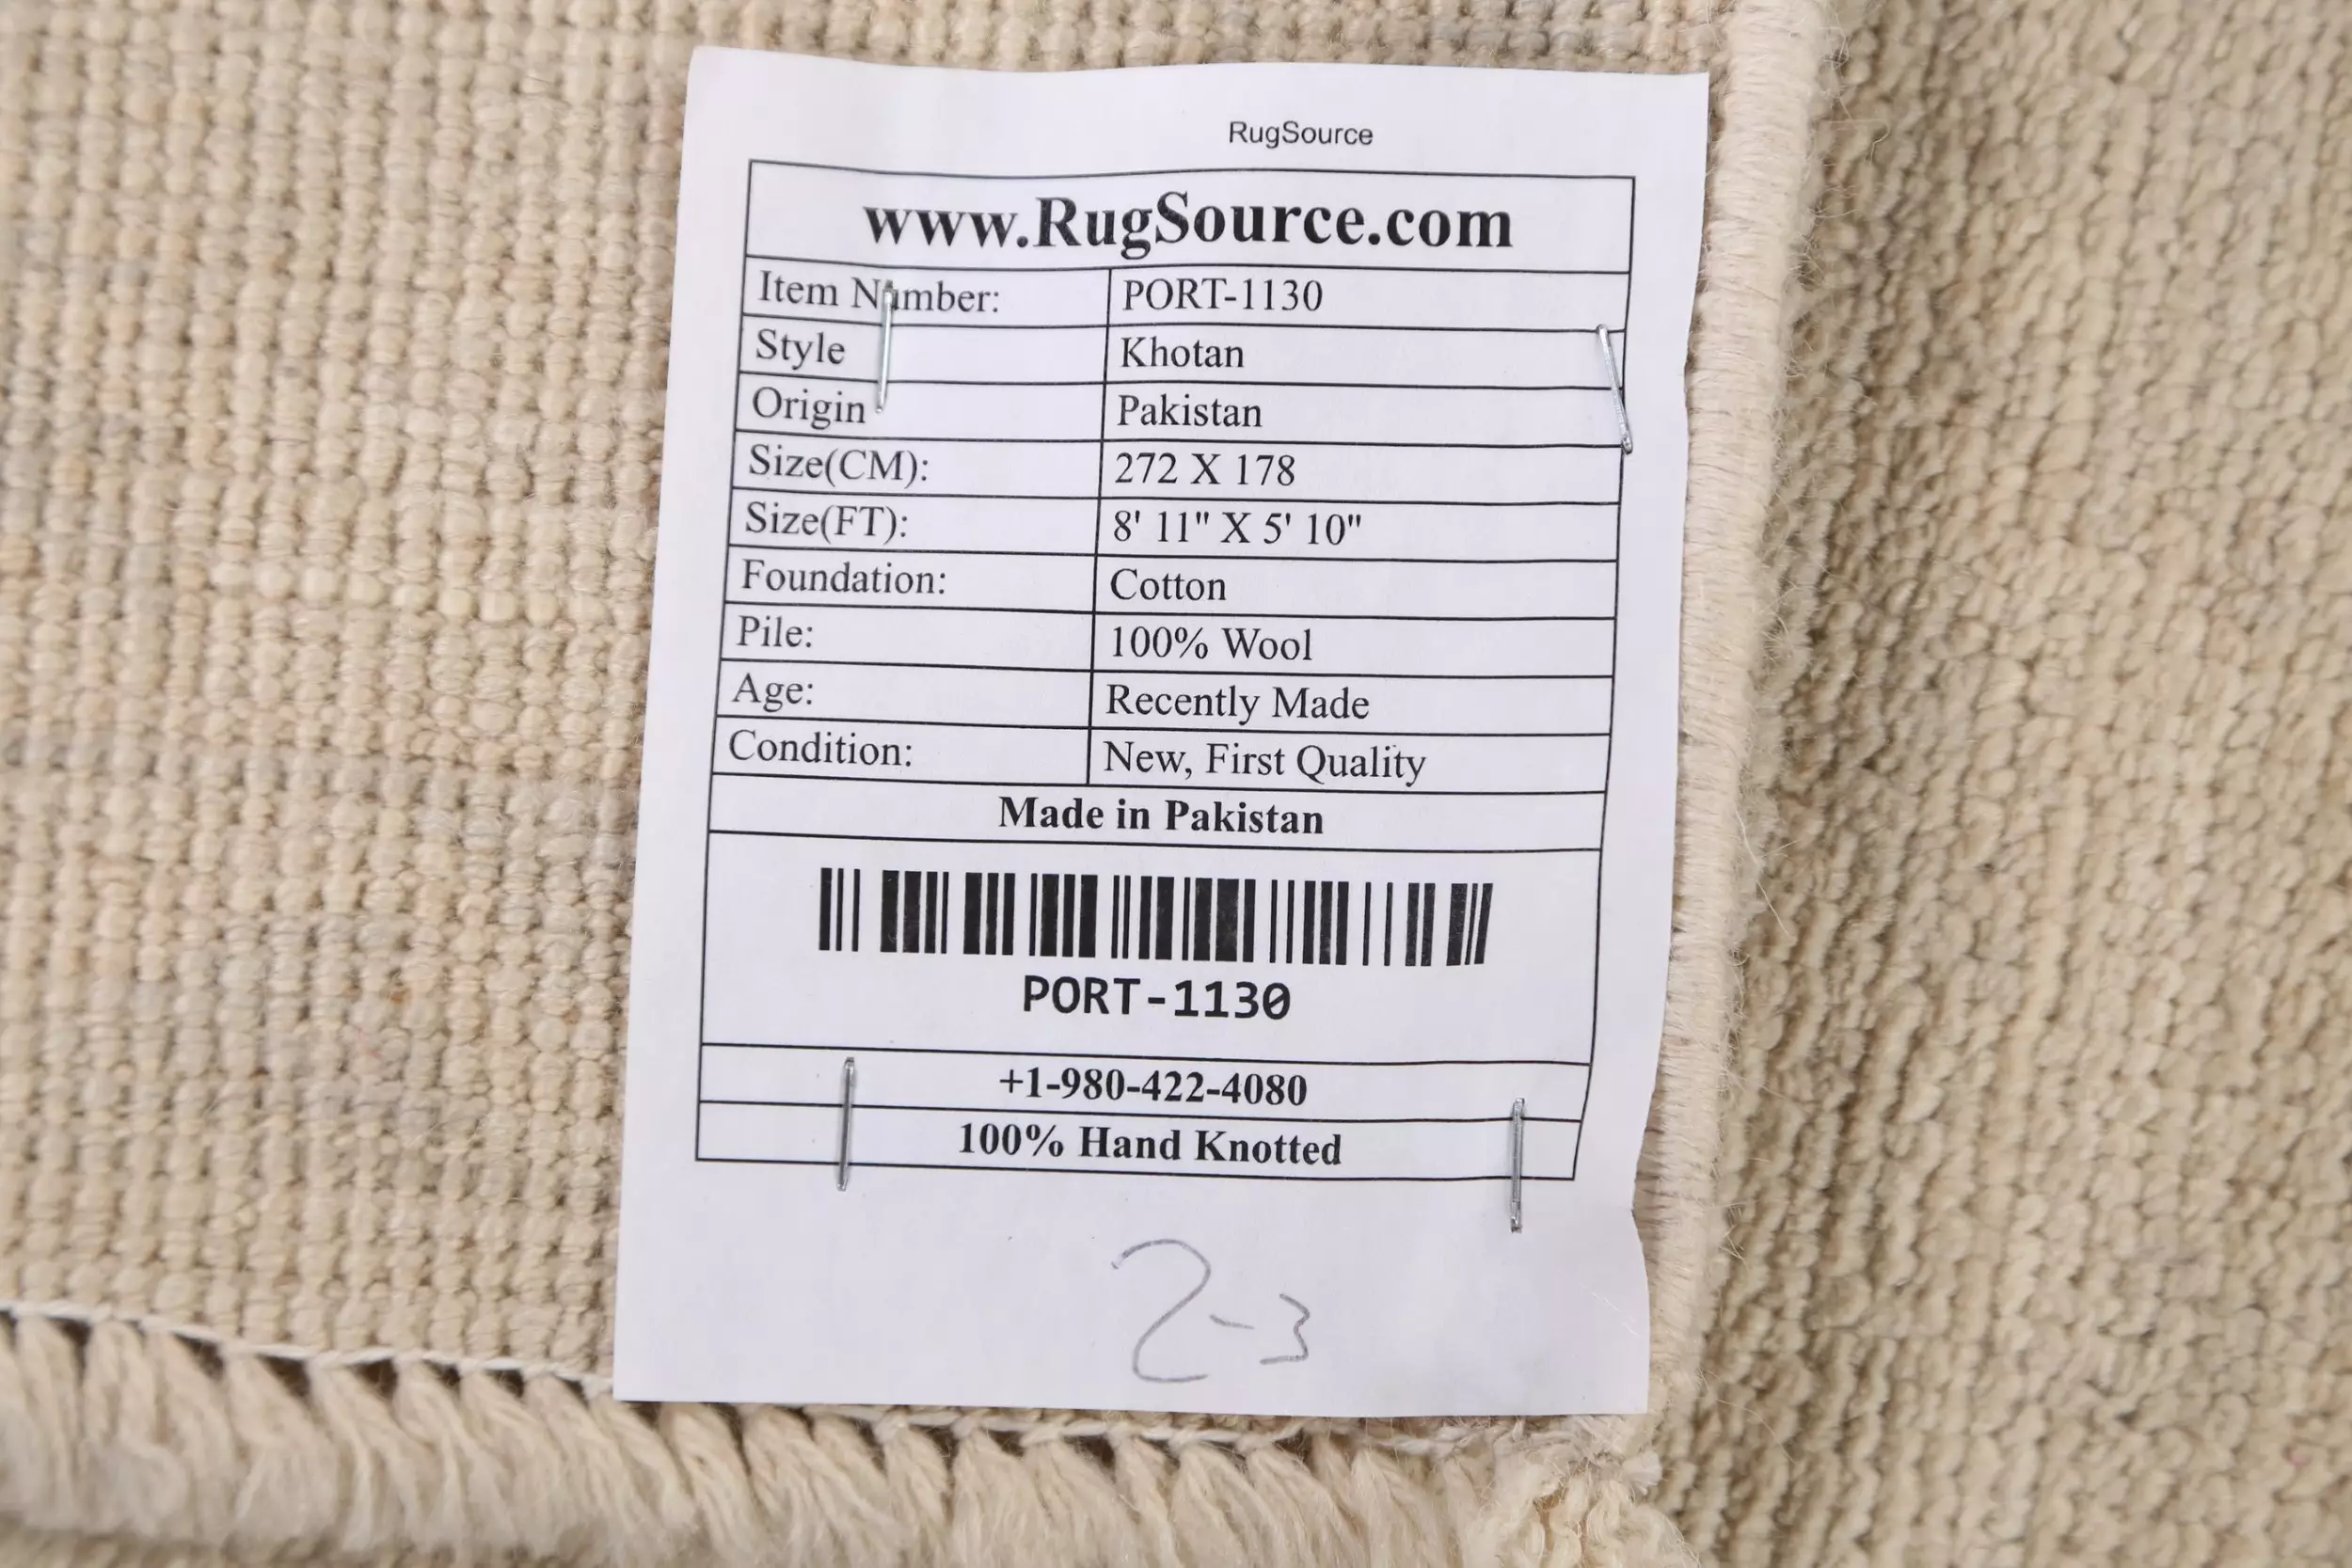 RugSource
www.RugSource.com
Item Number: PORT-1130
Style Khotan
Origin Pakistan
Size(CM): 272 X 178
Size(FT): 8' 11" X 5' 10"
Foundation: Cotton
Pile: 100% Wool
Age: Recently Made
Condition: New, First Quality
Made in Pakistan
PORT-1130
+1-980-422-4080
100% Hand Knotted
2-3